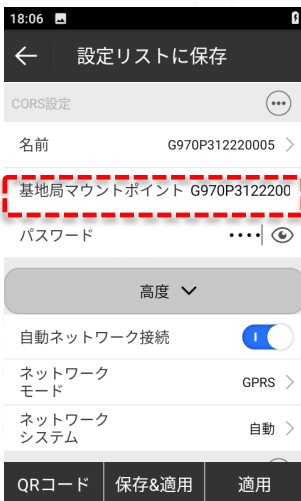 18:06
設定リストに保存
CORS設定
名前 G970P312220005
基地局マウントポイント G970P3122200
パスワード ••••
高度
自動ネットワーク接続
ネットワーク
モード GPRS
ネットワーク
システム 自動
QRコード 保存&適用 適用